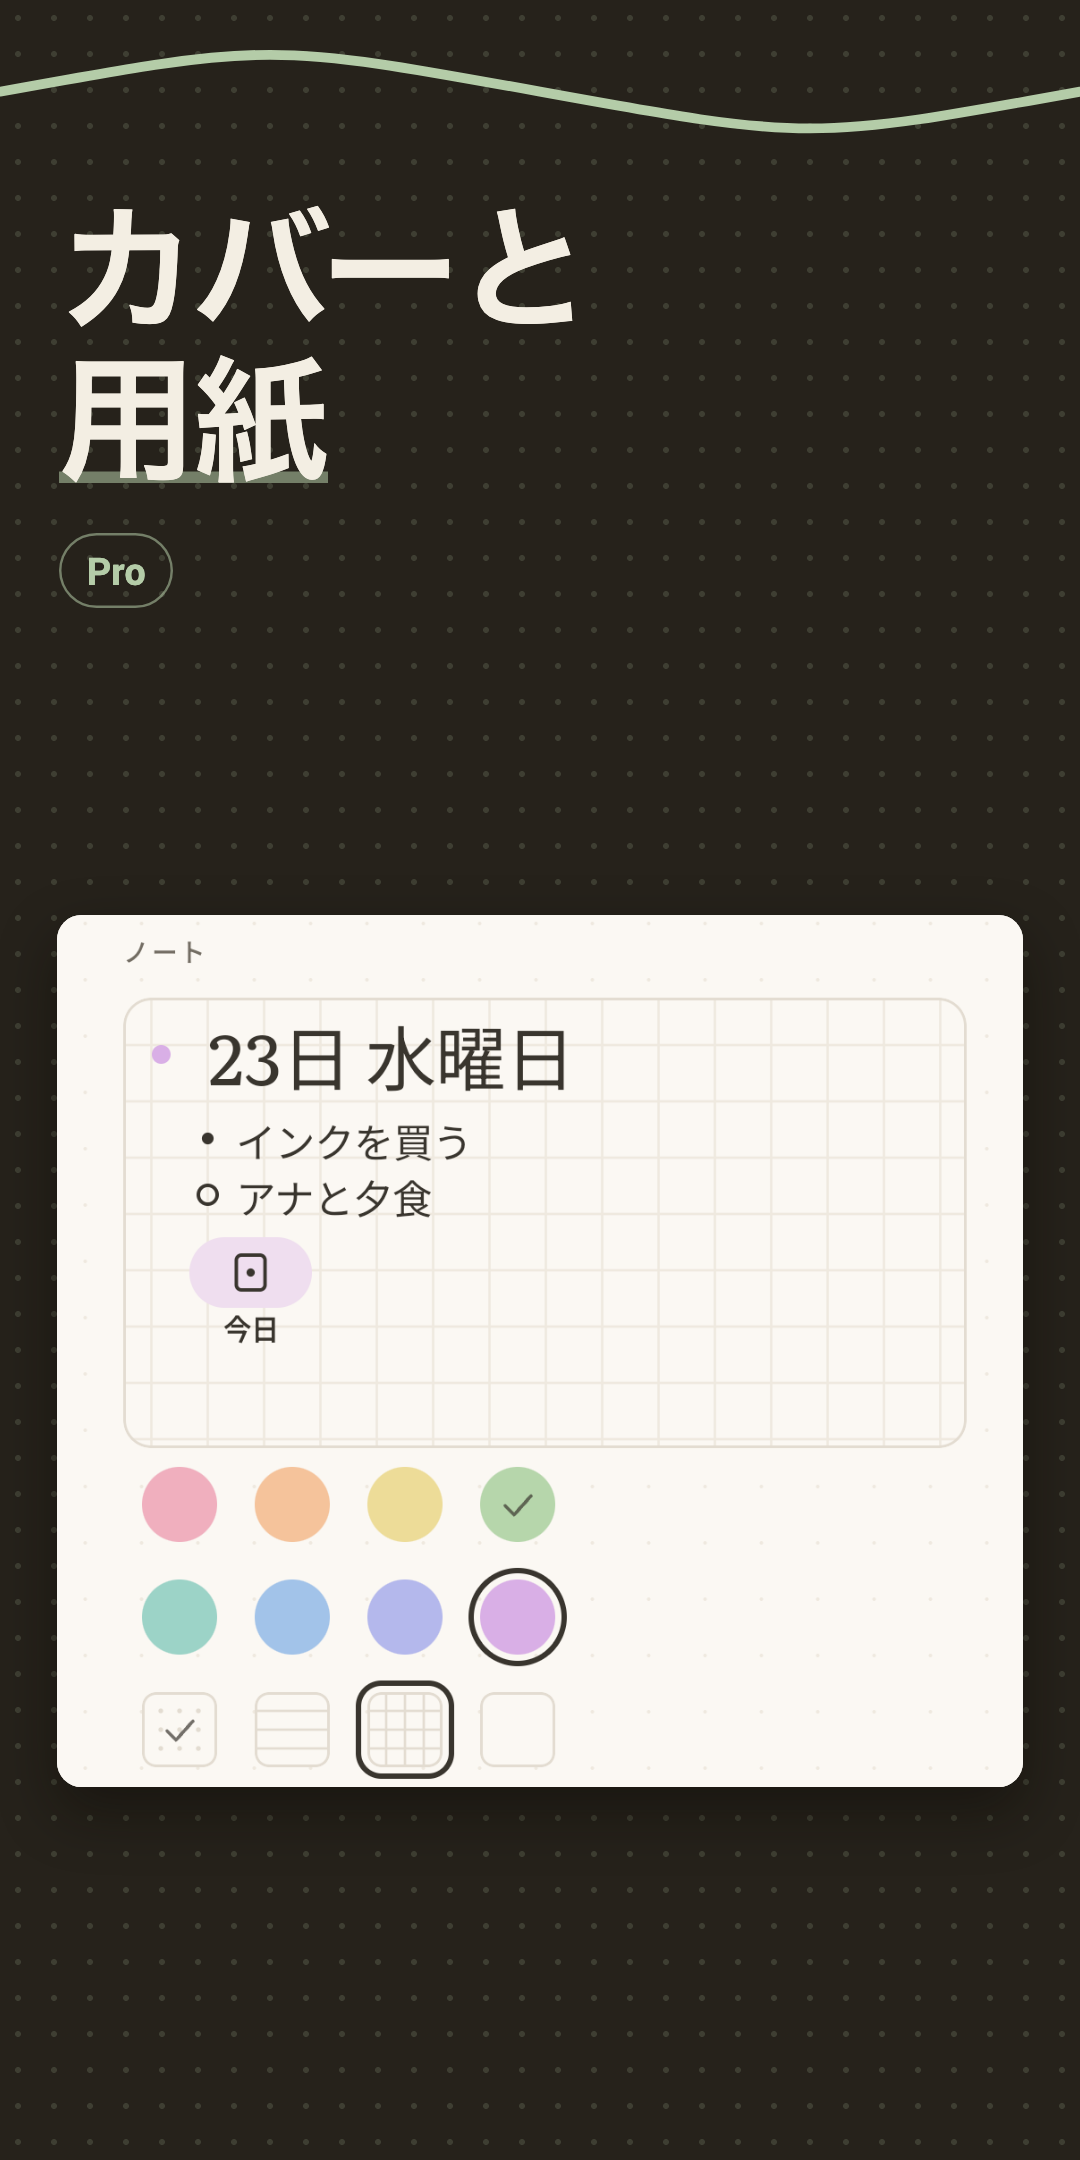 カバーと
用紙
Pro
ノート
23日 水曜日
インクを買う
アナと夕食
今日